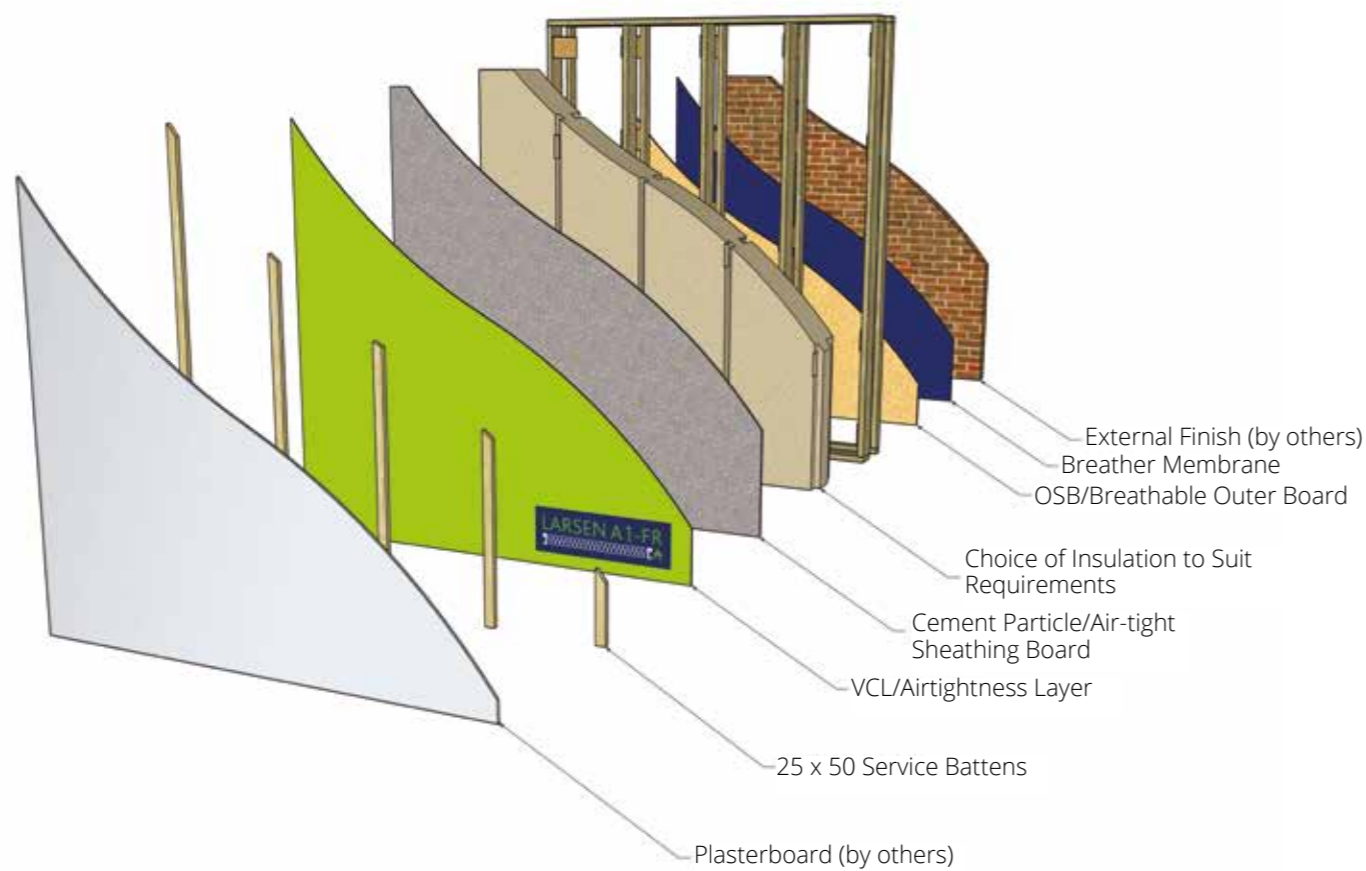 LARSEN A1-FR
External Finish (by others)
Breather Membrane
OSB/Breathable Outer Board
Choice of Insulation to Suit
Requirements
Cement Particle/Air-tight
Sheathing Board
VCL/Airtightness Layer
25 x 50 Service Battens
Plasterboard (by others)